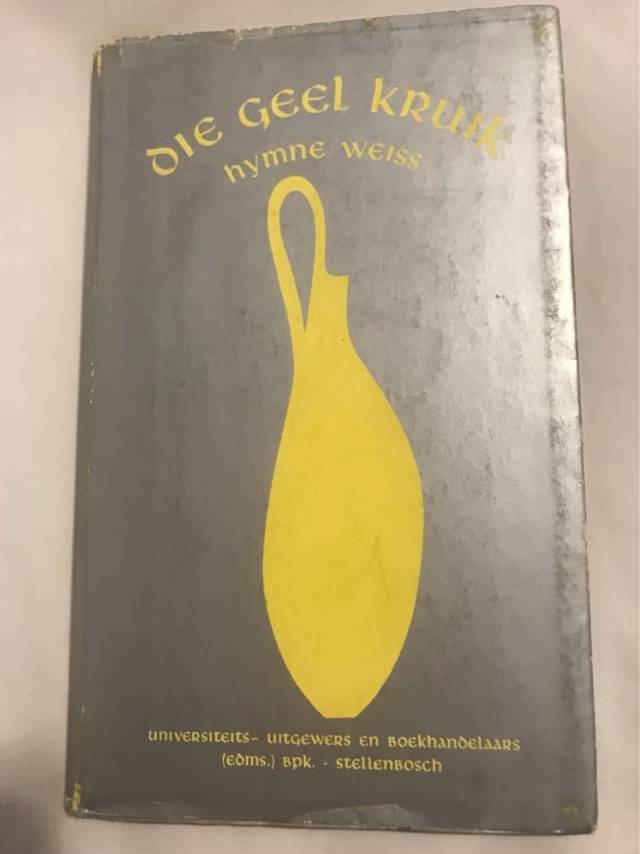 Die Geel Kruik
hymne weiss
universiteits- uitgewers en boekhandelaars
(edms.) bpk. - stellenbosch